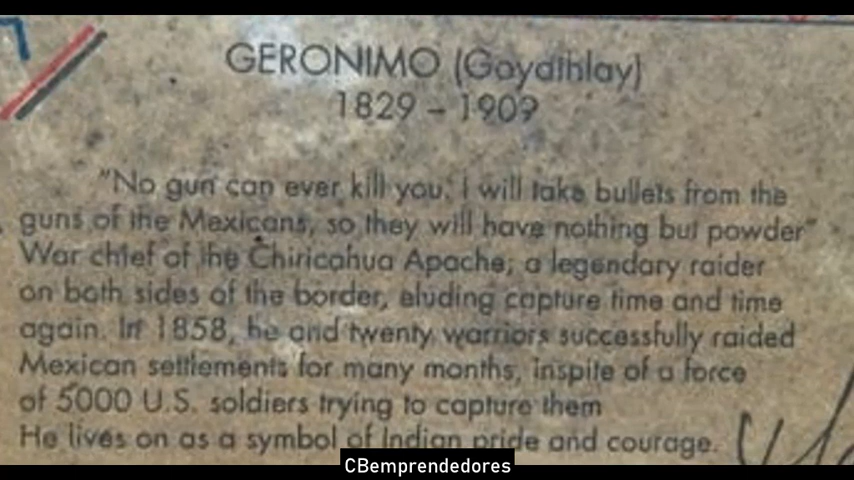 GERONIMO (Goyathlay)
1829 – 1909
"No gun can ever kill you. I will take bullets from the
guns of the Mexicans, so they will have nothing but powder"
War chief of the Chiricahua Apache; a legendary raider
on both sides of the border, eluding capture time and time
again. In 1858, he and twenty warriors successfully raided
Mexican settlements for many months, inspite of a force
of 5000 U.S. soldiers trying to capture them
He lives on as a symbol of Indian pride and courage.
CBemprendedores